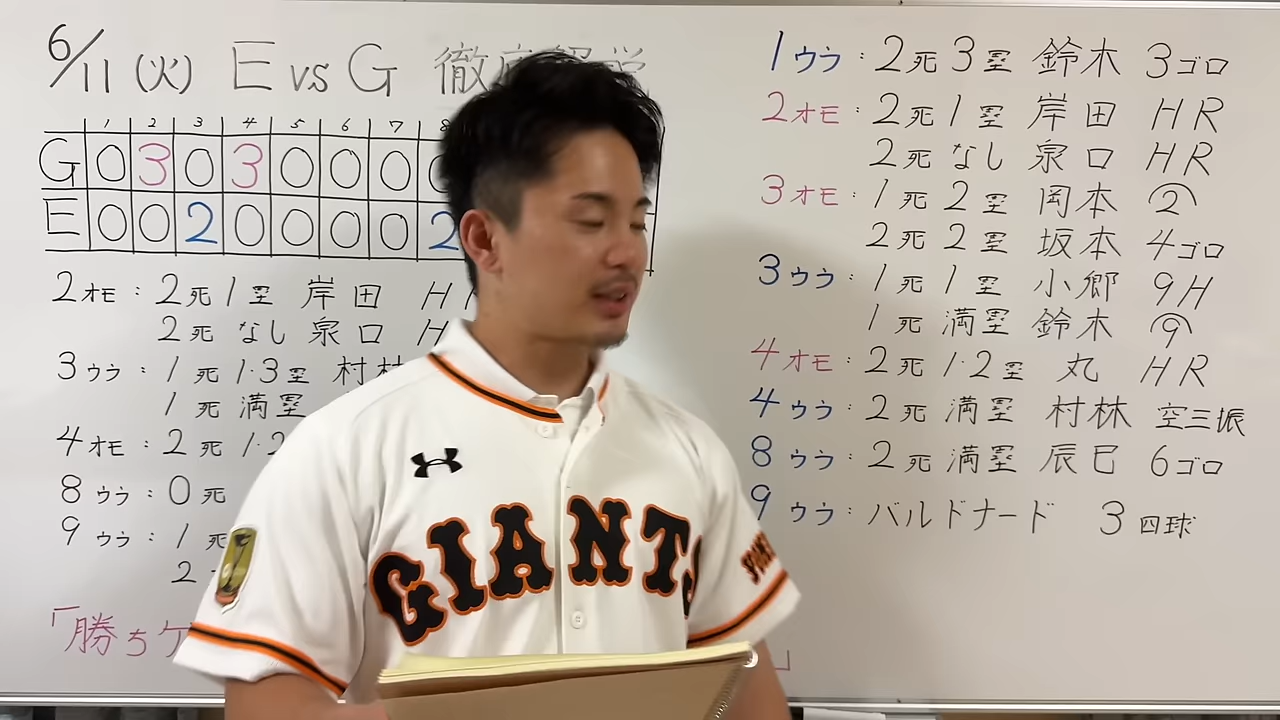 6/11(火) E vs G 徹底解説
1 2 3 4 5 6 7 8
G 0 3 0 3 0 0 0
E 0 0 2 0 0 0 0 2
2オモ:2死1塁 岸田
2死なし 泉口
3ウラ:1死1・3塁 村林
1死満塁
4オモ:2死1・2
8ウラ:0死
9ウラ:1死
2
「勝ち
」
1ウラ:2死3塁 鈴木 3ゴロ
2オモ:2死1塁 岸田 HR
2死なし 泉口 HR
3オモ:1死2塁 岡本 2
2死2塁 坂本 4ゴロ
3ウラ:1死1塁 小郷 9H
1死満塁 鈴木 9
4オモ:2死1・2塁 丸 HR
4ウラ:2死満塁 村林 空三振
8ウラ:2死満塁 辰巳 6ゴロ
9ウラ:バルドナード 3四球
GIANTS